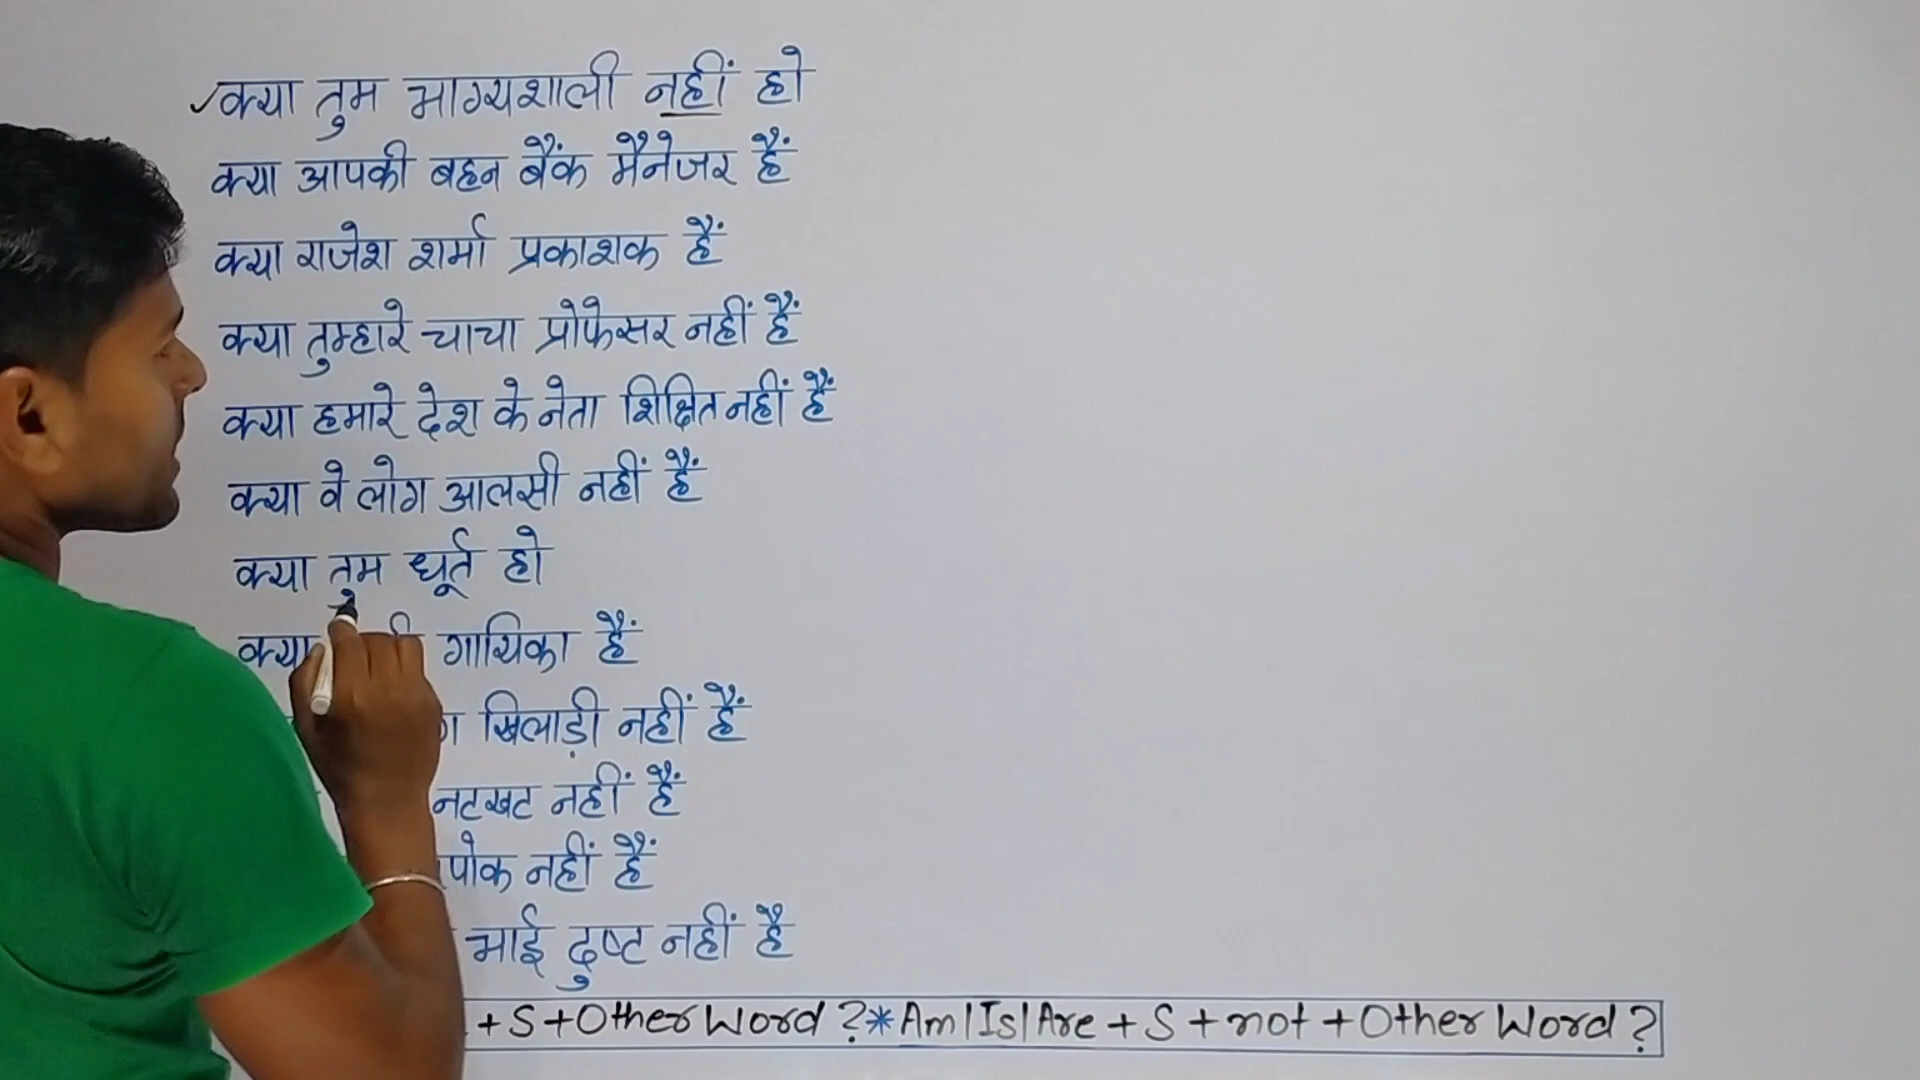 क्या तुम भाग्यशाली नहीं हो
क्या आपकी बहन बैंक मैनेजर हैं
क्या राजेश शर्मा प्रकाशक हैं
क्या तुम्हारे चाचा प्रोफेसर नहीं हैं
क्या हमारे देश के नेता शिक्षित नहीं हैं
क्या वे लोग आलसी नहीं हैं
क्या तुम धूर्त हो
क्या गायिका हैं
खिलाड़ी नहीं हैं
नटखट नहीं हैं
नहीं हैं
भाई दुष्ट नहीं है
+ S + Other Word ? * Am | Is | Are + S + not + Other Word ?